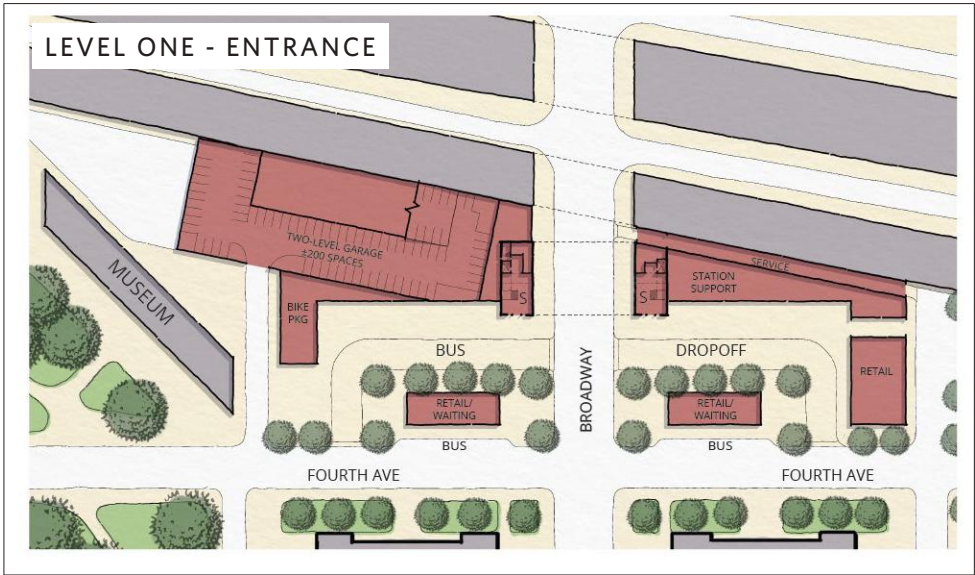 LEVEL ONE - ENTRANCE
TWO-LEVEL GARAGE
±200 SPACES
MUSEUM
BIKE
PKG
S
S
SERVICE
STATION
SUPPORT
BUS
BROADWAY
DROPOFF
RETAIL
RETAIL/
WAITING
RETAIL/
WAITING
BUS
BUS
FOURTH AVE
FOURTH AVE